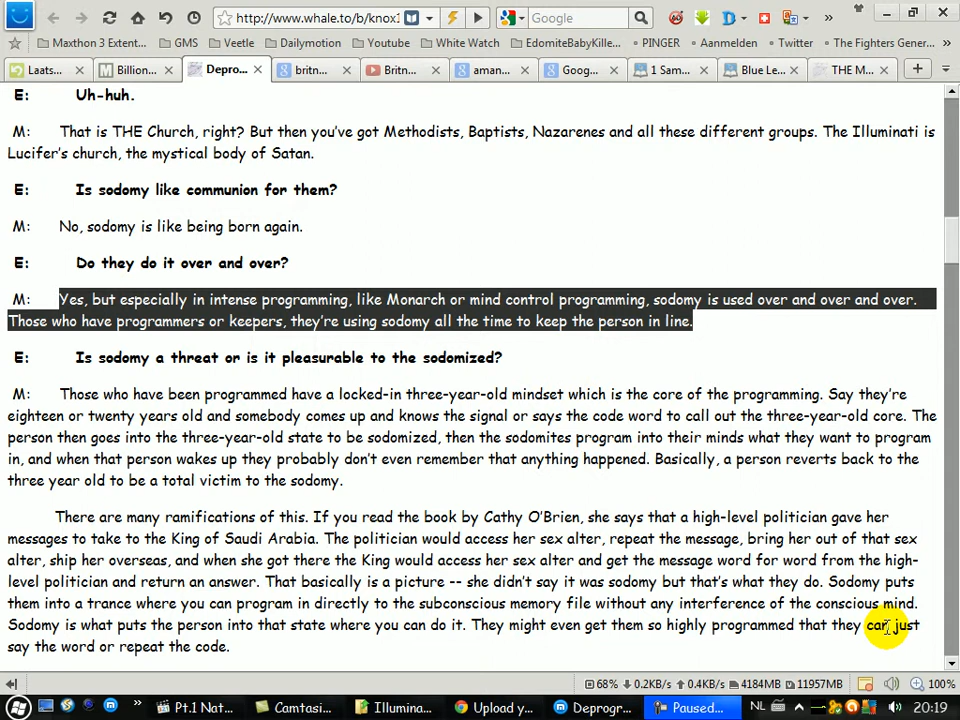 http://www.whale.to/b/knox1
Google
Maxthon 3 Extent...
GMS
Veetle
Dailymotion
Youtube
White Watch
EdomiteBabyKille...
PINGER
Aanmelden
Twitter
The Fighters Gener...
»
Laats...
Billion...
Depro...
britn...
Britn...
aman...
Goog...
1 Sam...
Blue Le...
THE M...
E: Uh-huh.
M: That is THE Church, right? But then you've got Methodists, Baptists, Nazarenes and all these different groups. The Illuminati is
Lucifer's church, the mystical body of Satan.
E: Is sodomy like communion for them?
M: No, sodomy is like being born again.
E: Do they do it over and over?
M: Yes, but especially in intense programming, like Monarch or mind control programming, sodomy is used over and over and over.
Those who have programmers or keepers, they're using sodomy all the time to keep the person in line.
E: Is sodomy a threat or is it pleasurable to the sodomized?
M: Those who have been programmed have a locked-in three-year-old mindset which is the core of the programming. Say they're
eighteen or twenty years old and somebody comes up and knows the signal or says the code word to call out the three-year-old core. The
person then goes into the three-year-old state to be sodomized, then the sodomites program into their minds what they want to program
in, and when that person wakes up they probably don't even remember that anything happened. Basically, a person reverts back to the
three year old to be a total victim to the sodomy.
There are many ramifications of this. If you read the book by Cathy O'Brien, she says that a high-level politician gave her
messages to take to the King of Saudi Arabia. The politician would access her sex alter, repeat the message, bring her out of that sex
alter, ship her overseas, and when she got there the King would access her sex alter and get the message word for word from the high-
level politician and return an answer. That basically is a picture -- she didn't say it was sodomy but that's what they do. Sodomy puts
them into a trance where you can program in directly to the subconscious memory file without any interference of the conscious mind.
Sodomy is what puts the person into that state where you can do it. They might even get them so highly programmed that they can just
say the word or repeat the code.
68% 0.2KB/s 0.4KB/s 4184MB 11957MB 100%
Pt.1 Nat...
Camtasi...
Illumina...
Upload y...
Deprogr...
Paused...
NL
20:19